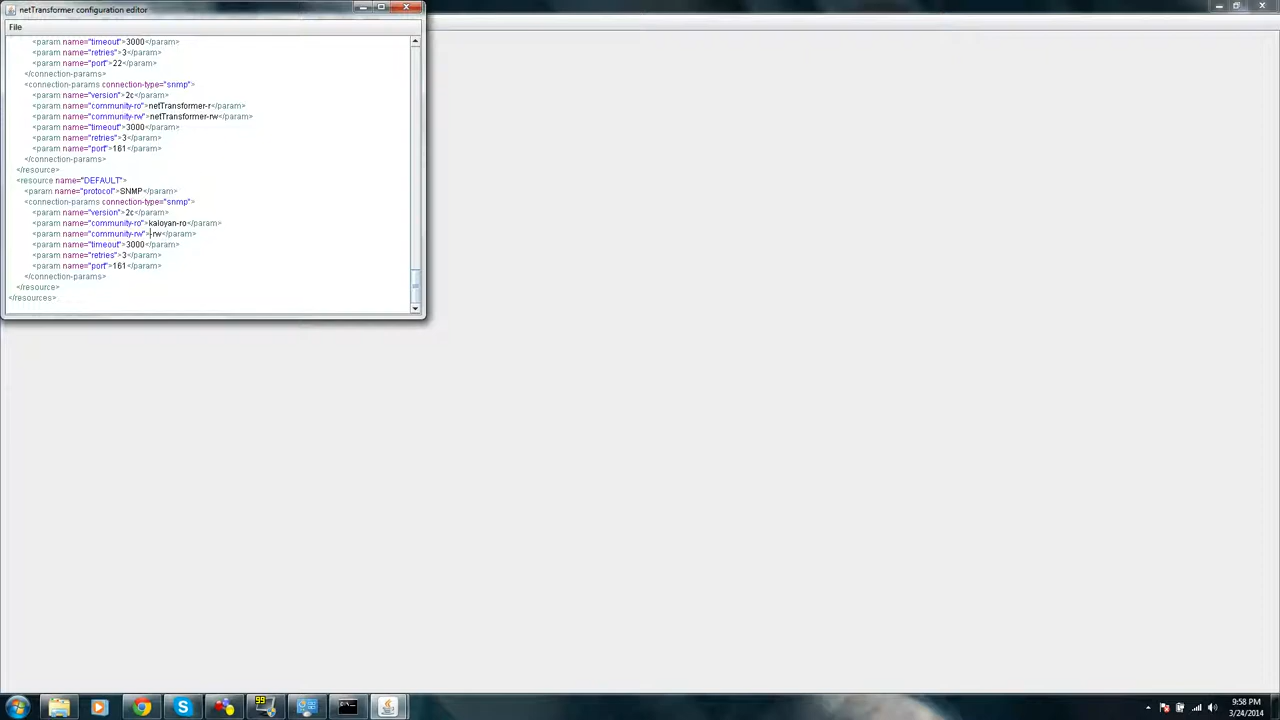 netTransformer configuration editor
File
<param name="timeout">3000</param>
<param name="retries">3</param>
<param name="port">22</param>
</connection-params>
<connection-params connection-type="snmp">
<param name="version">2c</param>
<param name="community-ro">netTransformer-r</param>
<param name="community-rw">netTransformer-rw</param>
<param name="timeout">3000</param>
<param name="retries">3</param>
<param name="port">161</param>
</connection-params>
</resource>
<resource name="DEFAULT">
<param name="protocol">SNMP</param>
<connection-params connection-type="snmp">
<param name="version">2c</param>
<param name="community-ro">kaloyan-ro</param>
<param name="community-rw">-rw</param>
<param name="timeout">3000</param>
<param name="retries">3</param>
<param name="port">161</param>
</connection-params>
</resource>
</resources>
99
9:58 PM
3/24/2014